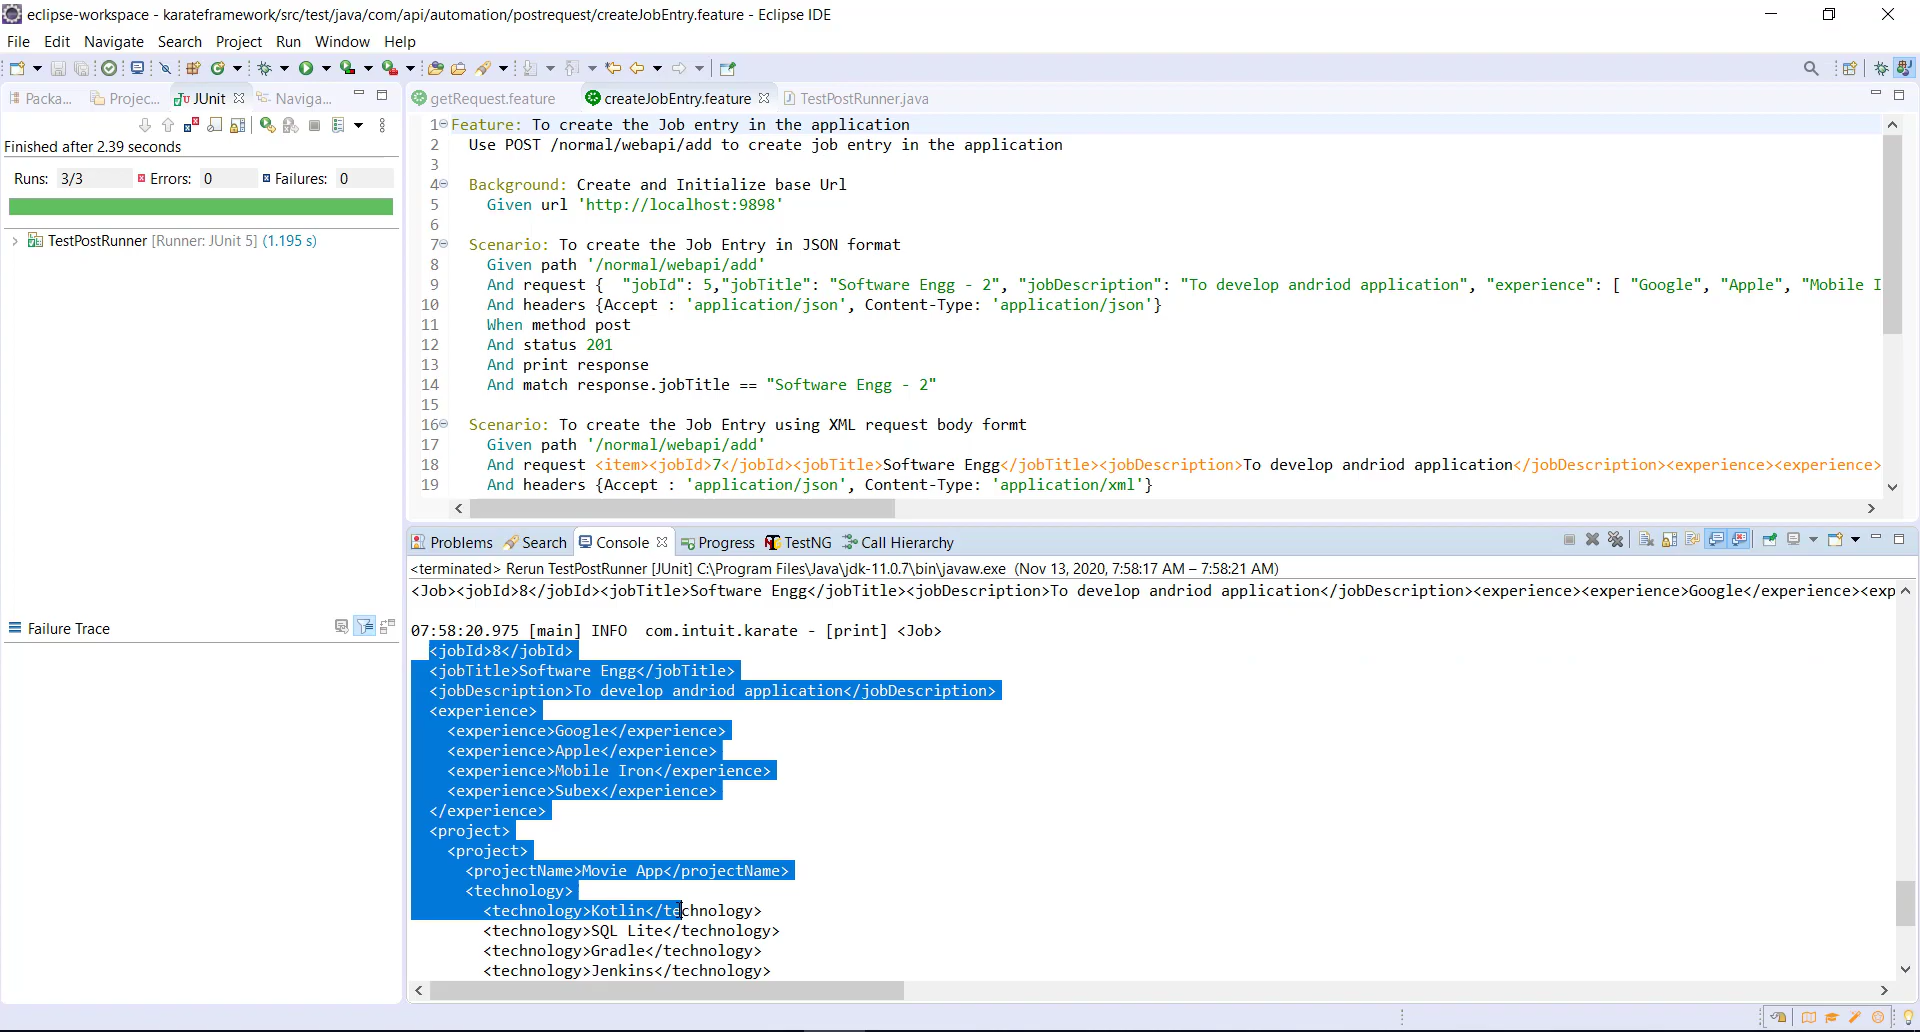 eclipse-workspace - karateframework/src/test/java/com/api/automation/postrequest/createJobEntry.feature - Eclipse IDE
File Edit Navigate Search Project Run Window Help
Packa... Projec... JUnit Naviga...
Finished after 2.39 seconds
Runs: 3/3 Errors: 0 Failures: 0
TestPostRunner [Runner: JUnit 5] (1.195 s)
Failure Trace
getRequest.feature createJobEntry.feature TestPostRunner.java
1 Feature: To create the Job entry in the application
2 Use POST /normal/webapi/add to create job entry in the application
3
4 Background: Create and Initialize base Url
5 Given url 'http://localhost:9898'
6
7 Scenario: To create the Job Entry in JSON format
8 Given path '/normal/webapi/add'
9 And request { "jobId": 5,"jobTitle": "Software Engg - 2", "jobDescription": "To develop andriod application", "experience": [ "Google", "Apple", "Mobile I
10 And headers {Accept : 'application/json', Content-Type: 'application/json'}
11 When method post
12 And status 201
13 And print response
14 And match response.jobTitle == "Software Engg - 2"
15
16 Scenario: To create the Job Entry using XML request body formt
17 Given path '/normal/webapi/add'
18 And request <item><jobId>7</jobId><jobTitle>Software Engg</jobTitle><jobDescription>To develop andriod application</jobDescription><experience><experience>
19 And headers {Accept : 'application/json', Content-Type: 'application/xml'}
Problems Search Console Progress TestNG Call Hierarchy
<terminated> Rerun TestPostRunner [JUnit] C:\Program Files\Java\jdk-11.0.7\bin\javaw.exe (Nov 13, 2020, 7:58:17 AM – 7:58:21 AM)
<Job><jobId>8</jobId><jobTitle>Software Engg</jobTitle><jobDescription>To develop andriod application</jobDescription><experience><experience>Google</experience><exp
07:58:20.975 [main] INFO com.intuit.karate - [print] <Job>
<jobId>8</jobId>
<jobTitle>Software Engg</jobTitle>
<jobDescription>To develop andriod application</jobDescription>
<experience>
<experience>Google</experience>
<experience>Apple</experience>
<experience>Mobile Iron</experience>
<experience>Subex</experience>
</experience>
<project>
<project>
<projectName>Movie App</projectName>
<technology>
<technology>Kotlin</technology>
<technology>SQL Lite</technology>
<technology>Gradle</technology>
<technology>Jenkins</technology>